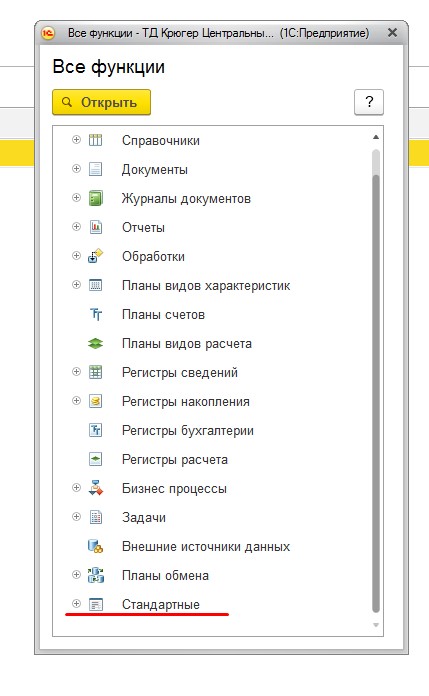 Все функции - ТД Крюгер Центральны... (1С:Предприятие)
Все функции
Открыть ?
Справочники
Документы
Журналы документов
Отчеты
Обработки
Планы видов характеристик
Планы счетов
Планы видов расчета
Регистры сведений
Регистры накопления
Регистры бухгалтерии
Регистры расчета
Бизнес процессы
Задачи
Внешние источники данных
Планы обмена
Стандартные